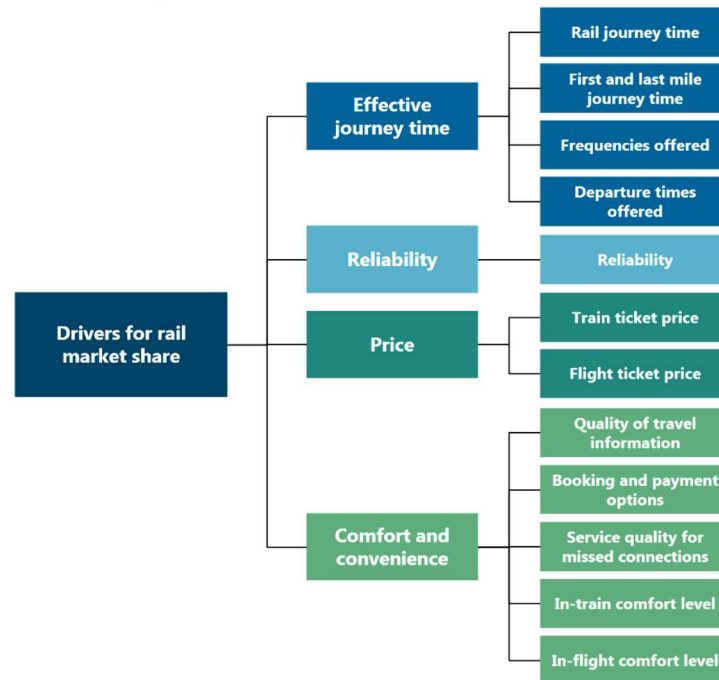 Drivers for rail
market share
Effective
journey time
Rail journey time
First and last mile
journey time
Frequencies offered
Departure times
offered
Reliability
Reliability
Price
Train ticket price
Flight ticket price
Comfort and
convenience
Quality of travel
information
Booking and payment
options
Service quality for
missed connections
In-train comfort level
In-flight comfort level